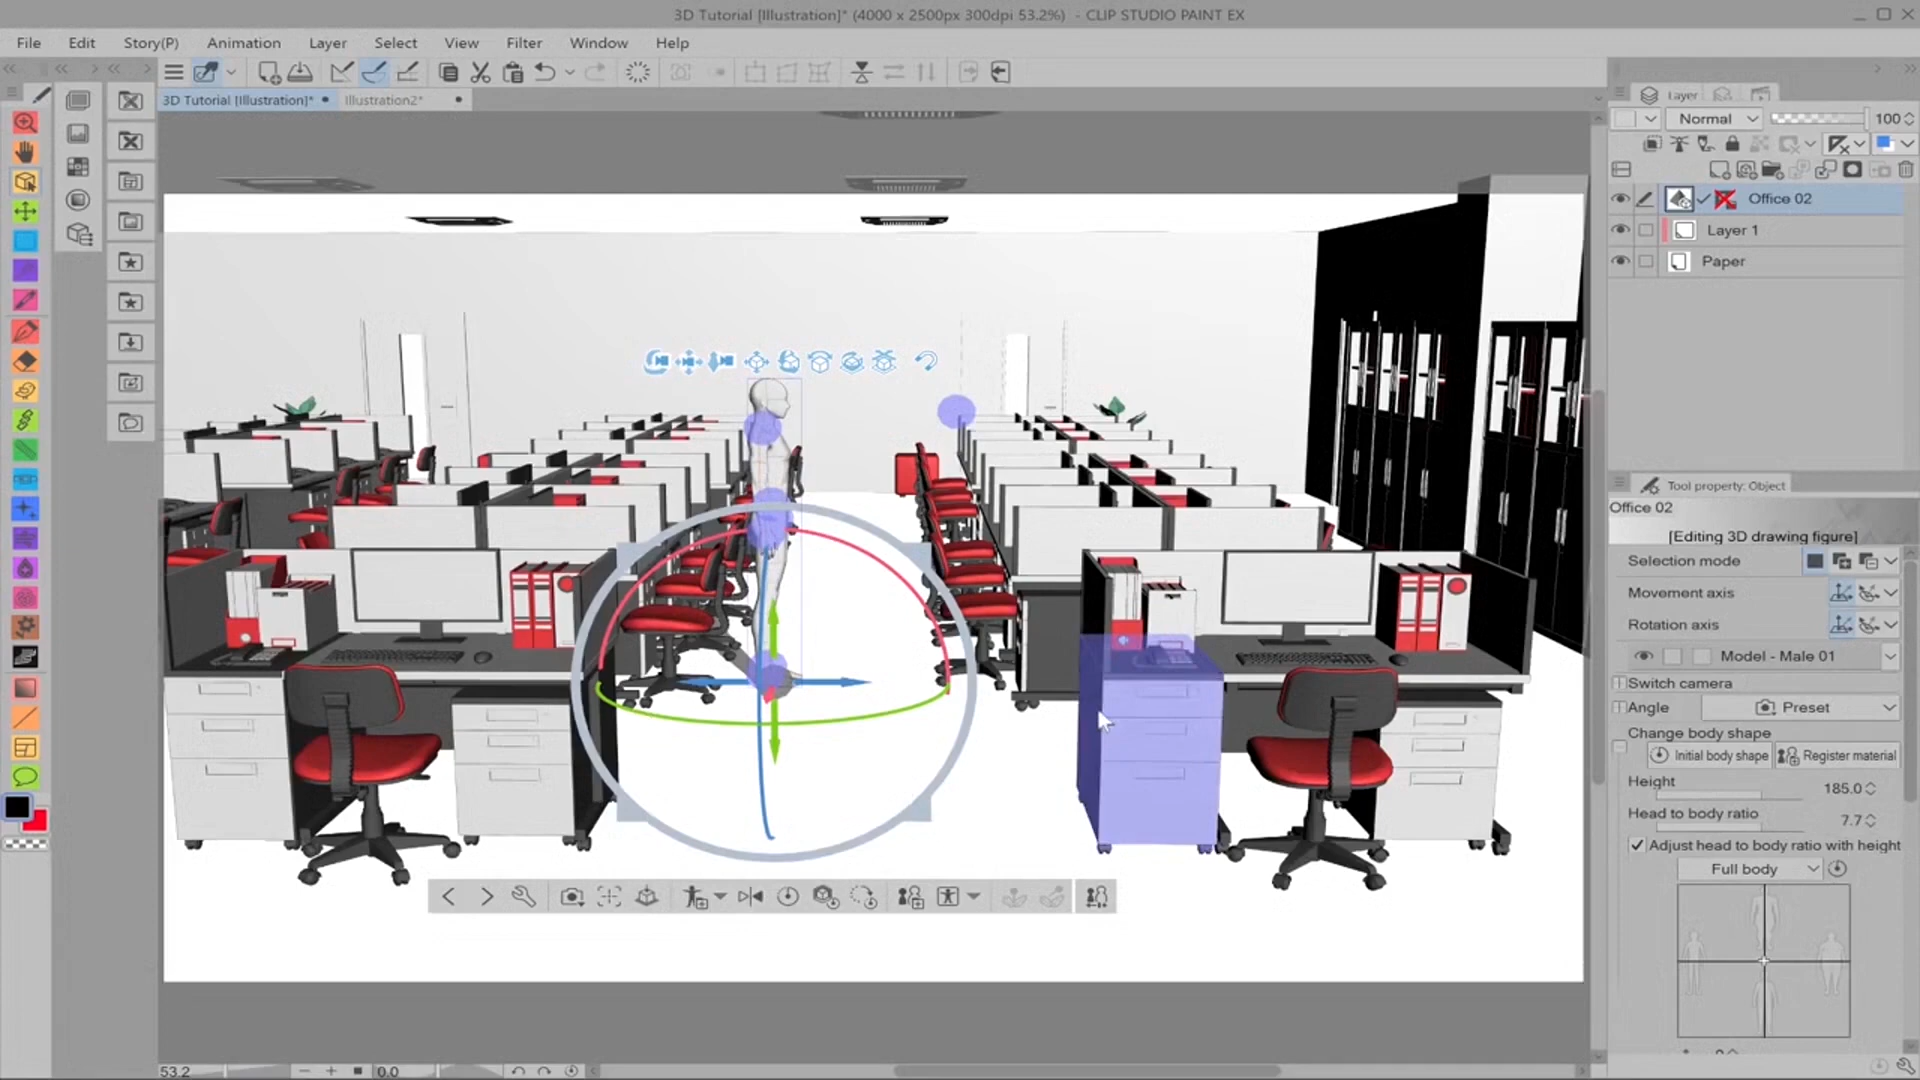 3D Tutorial [Illustration]* (4000 x 2500px 300dpi 53.2%) - CLIP STUDIO PAINT EX
File Edit Story(P) Animation Layer Select View Filter Window Help
3D Tutorial [Illustration]* Illustration2*
Layer
Normal 100
Office 02
Layer 1
Paper
Tool property: Object
Office 02
[Editing 3D drawing figure]
Selection mode
Movement axis
Rotation axis
Model - Male 01
Switch camera
Angle Preset
Change body shape
Initial body shape Register material
Height 185.0
Head to body ratio 7.7
Adjust head to body ratio with height
Full body
53.2 0.0